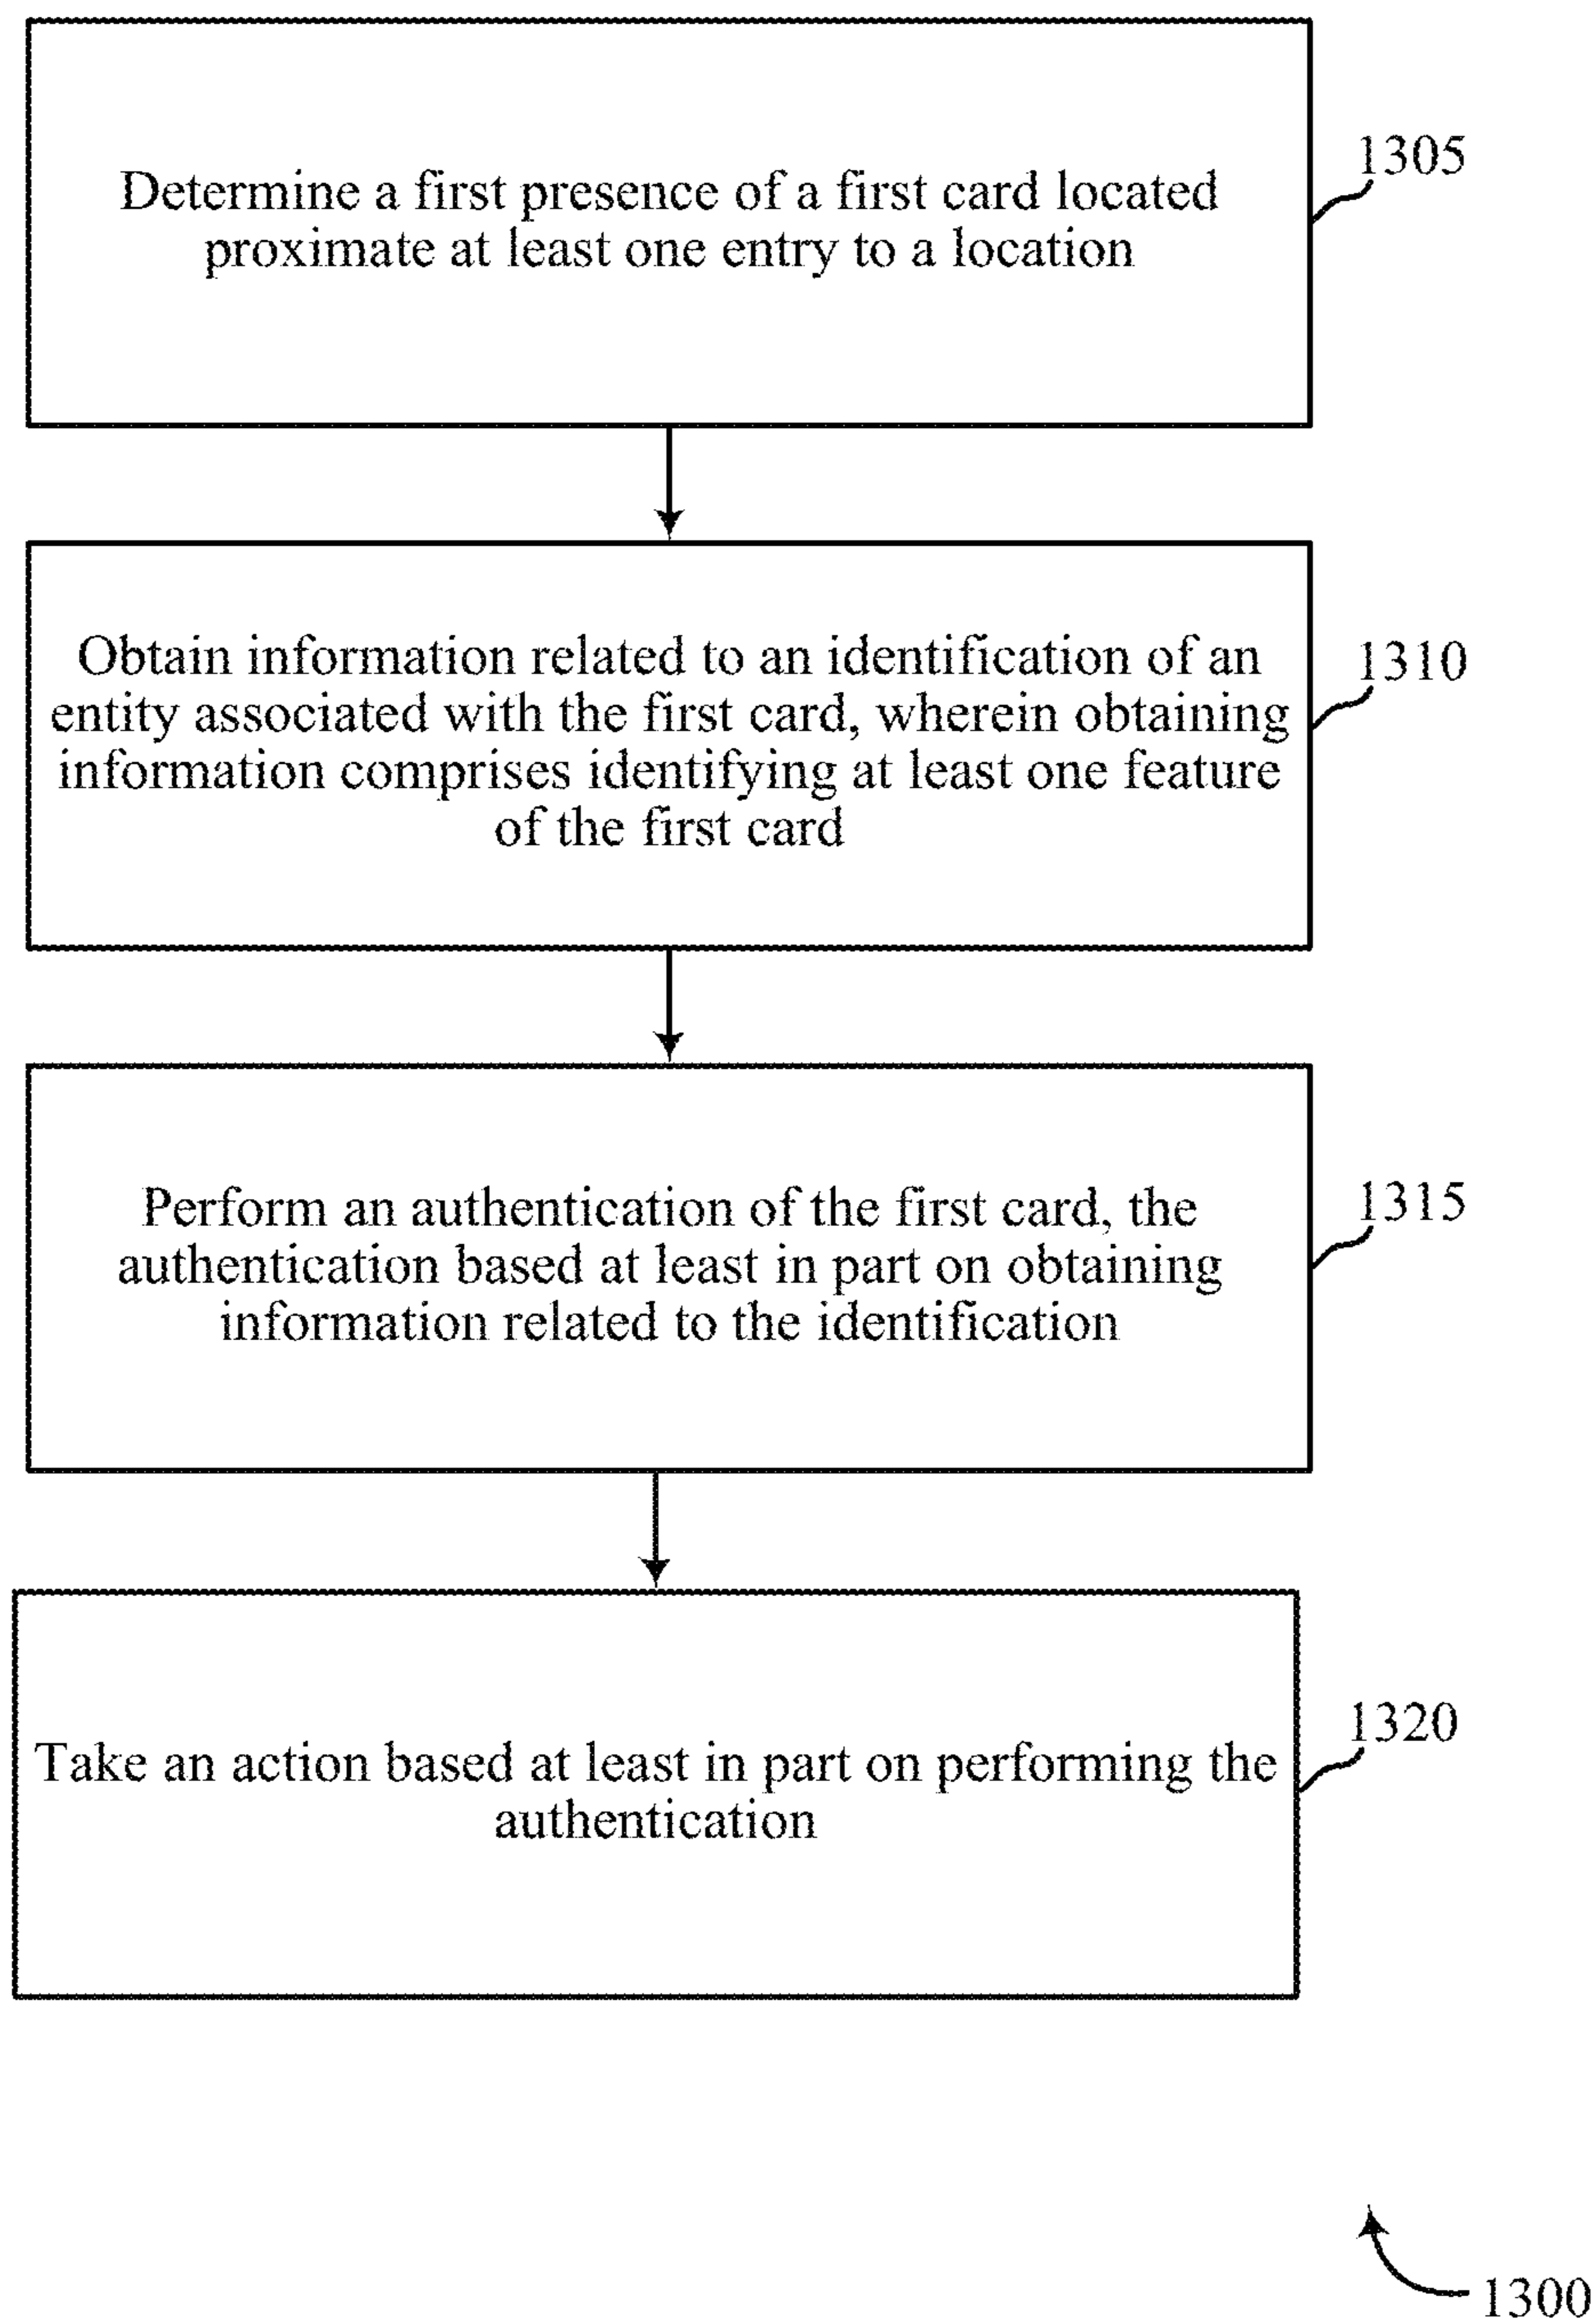 Determine a first presence of a first card located
proximate at least one entry to a location
1305
Obtain information related to an identification of an
entity associated with the first card, wherein obtaining
information comprises identifying at least one feature
of the first card
1310
Perform an authentication of the first card, the
authentication based at least in part on obtaining
information related to the identification
1315
Take an action based at least in part on performing the
authentication
1320
1300